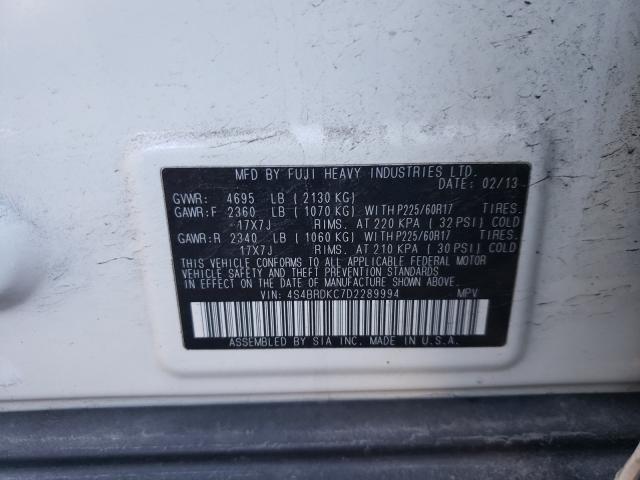 MFD BY FUJI HEAVY INDUSTRIES LTD.
DATE: 02/13
GVWR: 4695 LB ( 2130 KG)
GAWR:F 2360 LB ( 1070 KG) WITH P225/60R17 TIRES.
17X7J RIMS. AT 220 KPA ( 32 PSI) COLD
GAWR:R 2340 LB ( 1060 KG) WITH P225/60R17 TIRES.
17X7J RIMS. AT 210 KPA ( 30 PSI) COLD
THIS VEHICLE CONFORMS TO ALL APPLICABLE FEDERAL MOTOR
VEHICLE SAFETY AND THEFT PREVENTION STANDARDS
IN EFFECT ON THE DATE OF MANUFACTURE SHOWN ABOVE.
VIN: 4S4BRDKC7D2289994 MPV
ASSEMBLED BY SIA INC. MADE IN U.S.A.